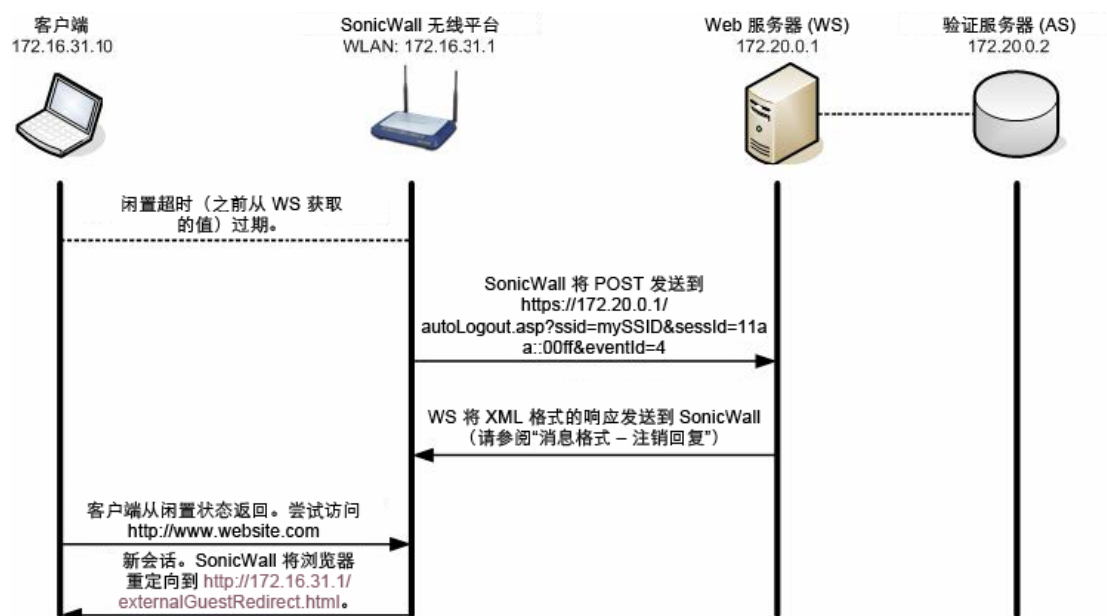 客户端
172.16.31.10
SonicWall 无线平台
WLAN: 172.16.31.1
Web 服务器 (WS)
172.20.0.1
验证服务器 (AS)
172.20.0.2
闲置超时（之前从 WS 获取
的值）过期。
SonicWall 将 POST 发送到
https://172.20.0.1/
autoLogout.asp?ssid=mySSID&sessId=11a
a::00ff&eventId=4
WS 将 XML 格式的响应发送到 SonicWall
（请参阅“消息格式 – 注销回复”）
客户端从闲置状态返回。尝试访问
http://www.website.com
新会话。SonicWall 将浏览器
重定向到 http://172.16.31.1/
externalGuestRedirect.html。